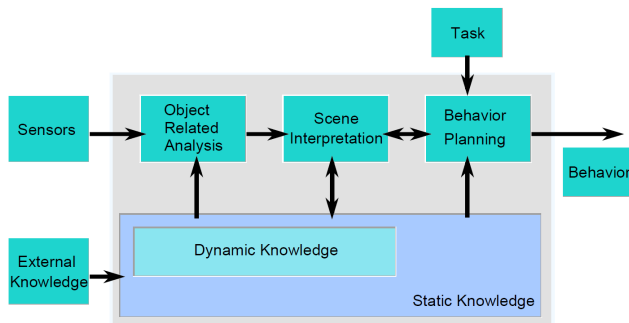 Task
Sensors
Object
Related
Analysis
Scene
Interpretation
Behavior
Planning
Behavior
External
Knowledge
Dynamic Knowledge
Static Knowledge